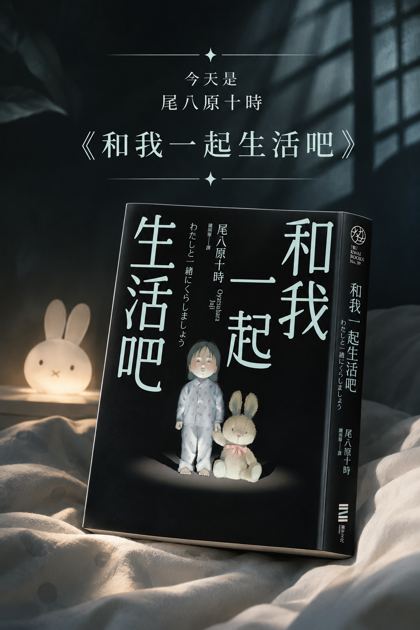 今天是
尾八原十時
《和我一起生活吧》
和我
一起
生活吧
尾八原十時
Oyatsuhara
Juji
わたしと一緒にくらしましょう
和我一起生活吧
わたしと一緒にくらしましょう
尾八原十時